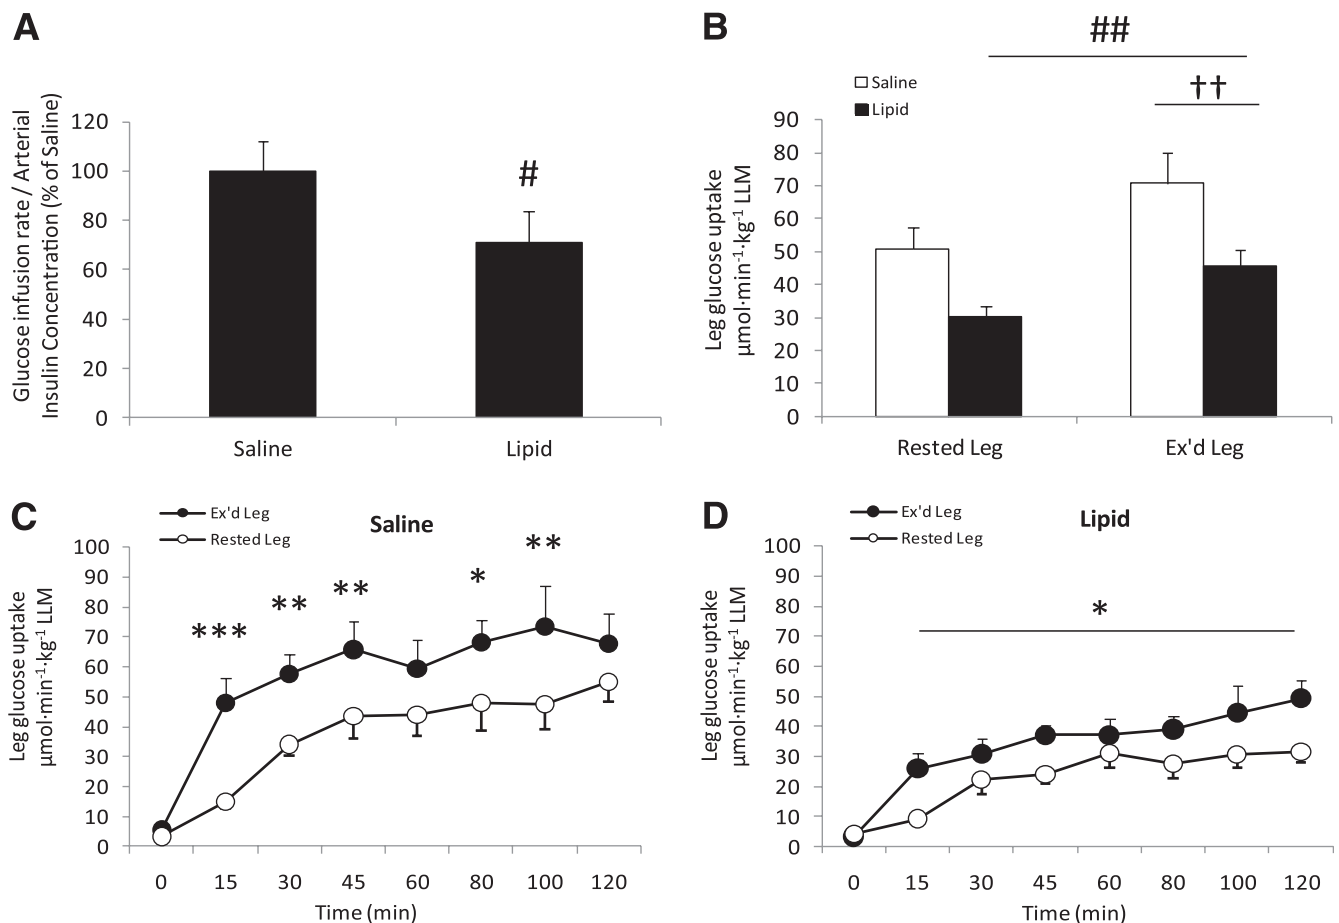 A
Glucose infusion rate / Arterial
Insulin Concentration (% of Saline)
120
100
80
60
40
20
0
#
Saline
Lipid
B
##
Saline
Lipid
††
Leg glucose uptake
µmol·min⁻¹·kg⁻¹ LLM
90
80
70
60
50
40
30
20
10
0
Rested Leg
Ex'd Leg
C
Ex'd Leg
Rested Leg
Saline
Leg glucose uptake
µmol·min⁻¹·kg⁻¹ LLM
100
90
80
70
60
50
40
30
20
10
0
***
**
**
*
**
0 15 30 45 60 80 100 120
Time (min)
D
Ex'd Leg
Rested Leg
Lipid
Leg glucose uptake
µmol·min⁻¹·kg⁻¹ LLM
100
90
80
70
60
50
40
30
20
10
0
*
0 15 30 45 60 80 100 120
Time (min)